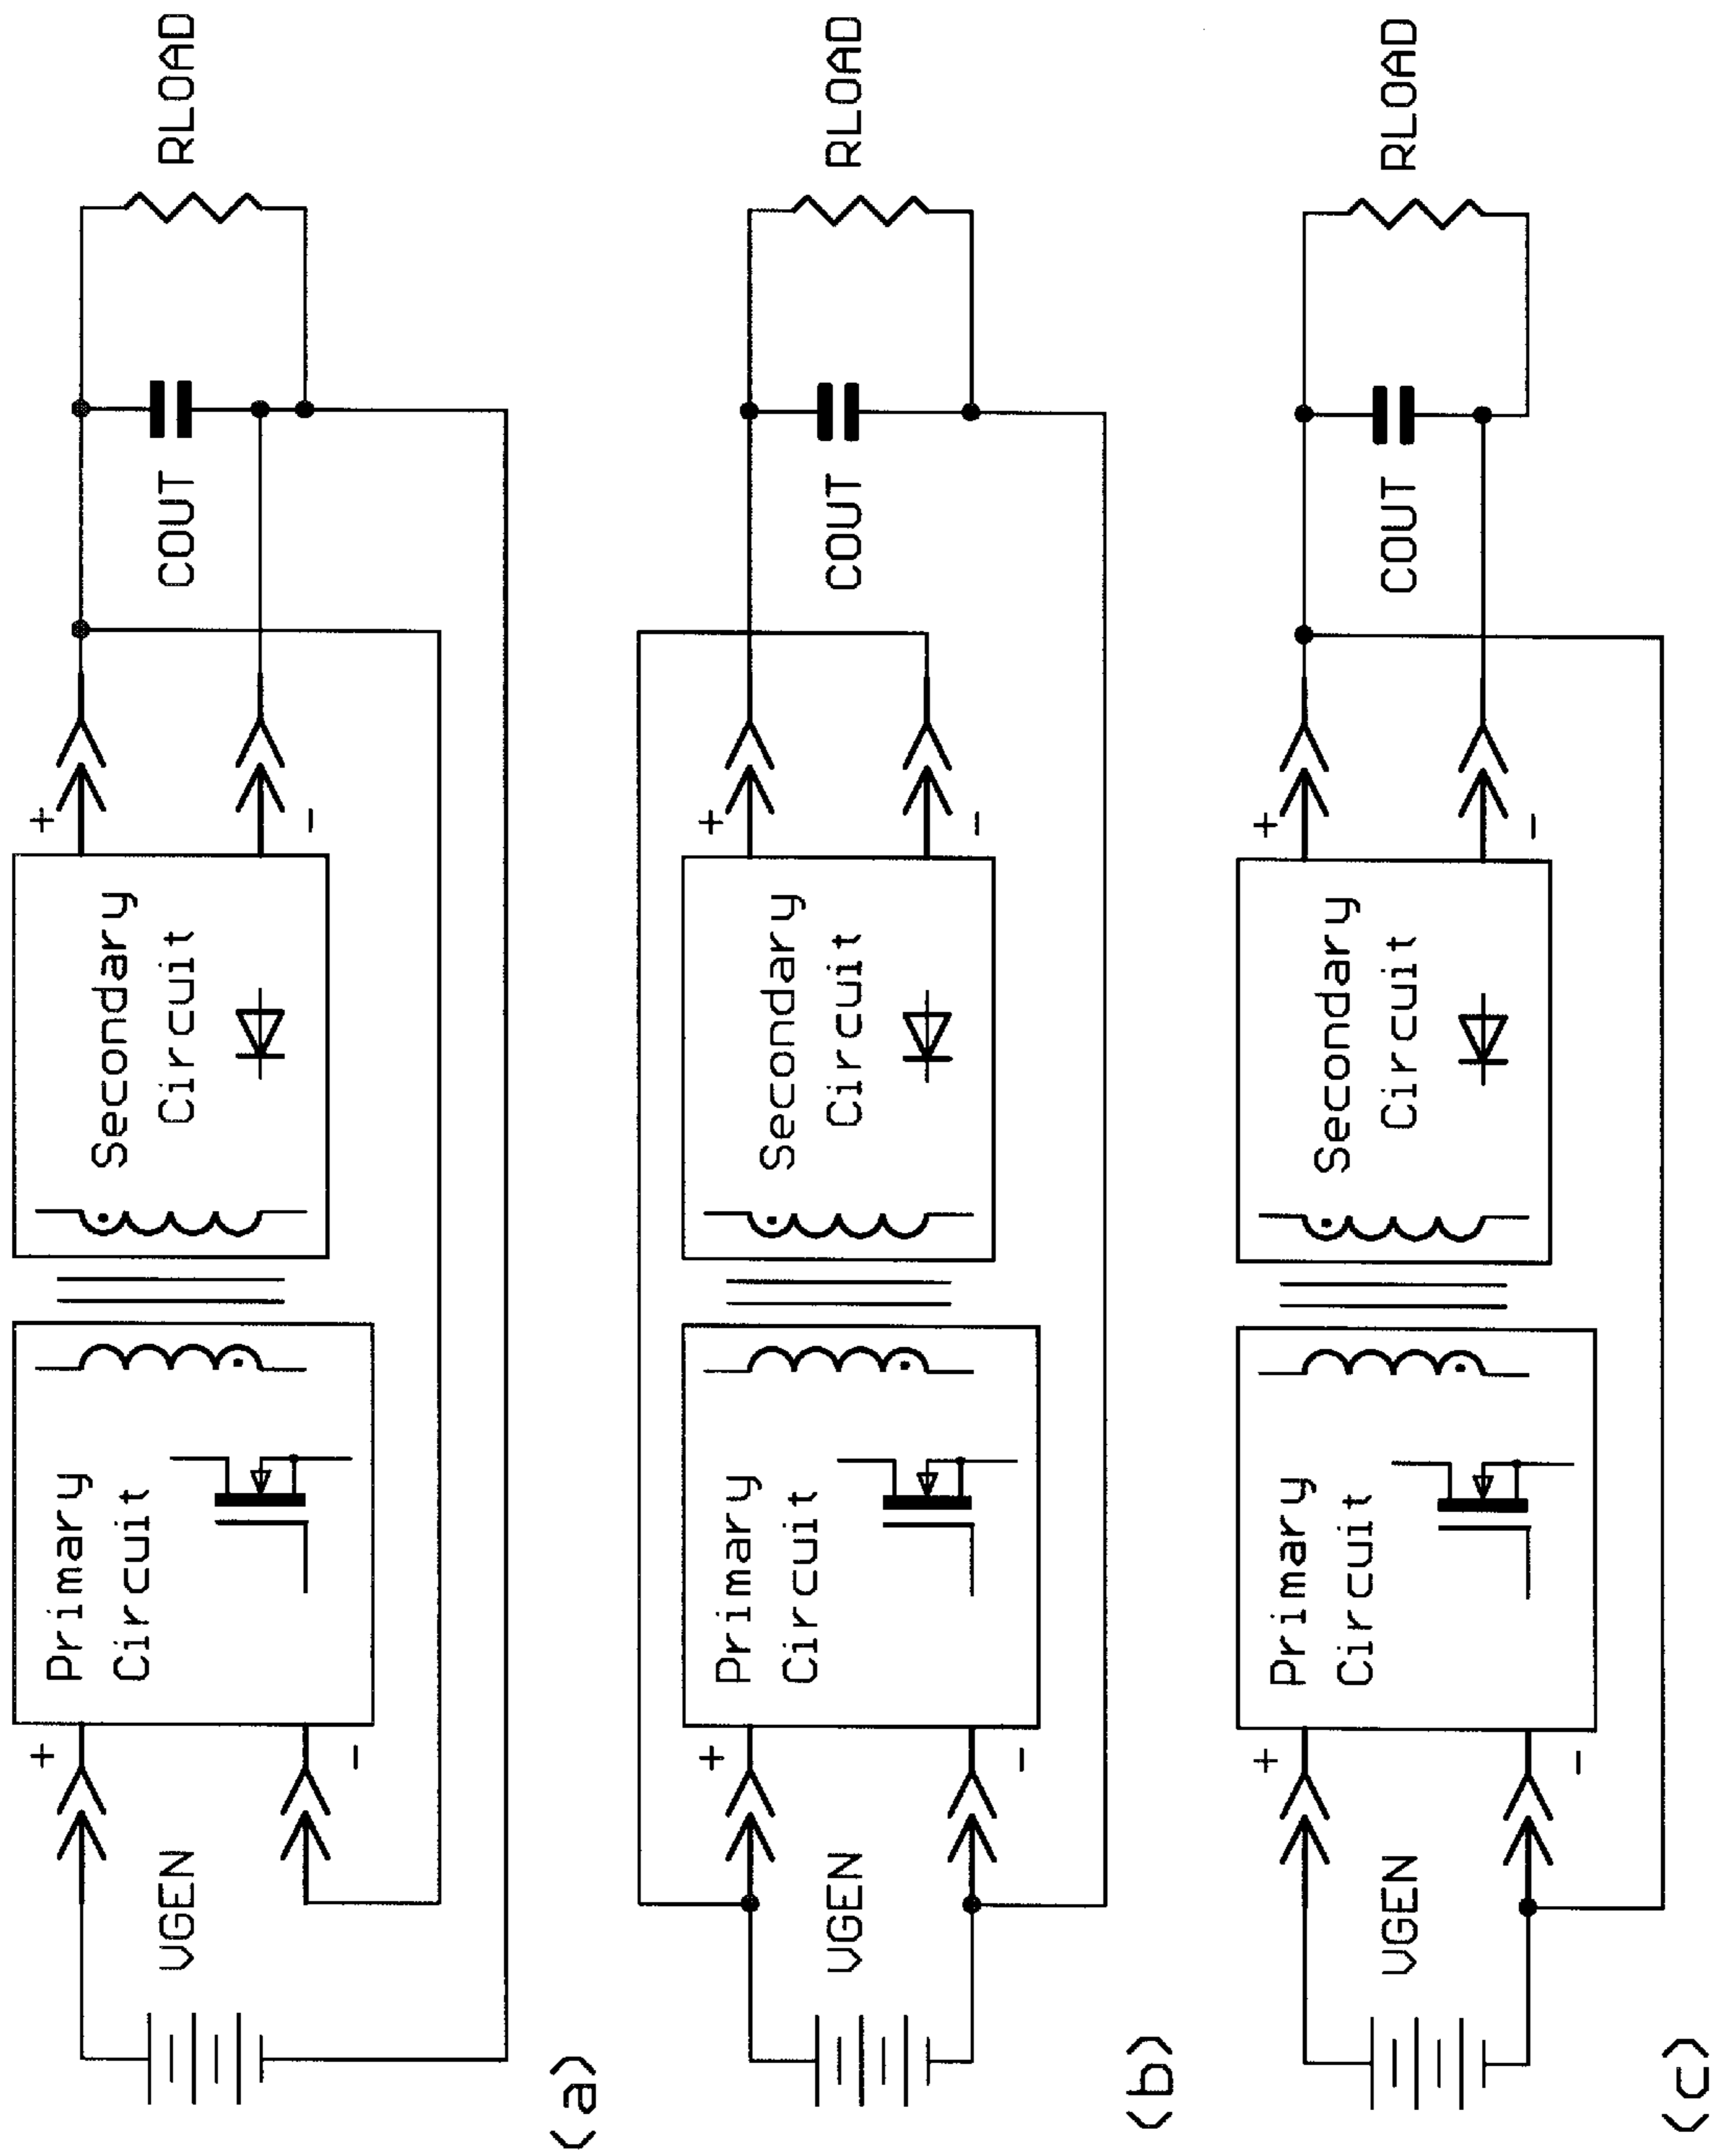 VGEN
+
-
Primary
Circuit
Secondary
Circuit
+
-
COUT
RLOAD
(a)
VGEN
+
-
Primary
Circuit
Secondary
Circuit
+
-
COUT
RLOAD
(b)
VGEN
+
-
Primary
Circuit
Secondary
Circuit
+
-
COUT
RLOAD
(c)